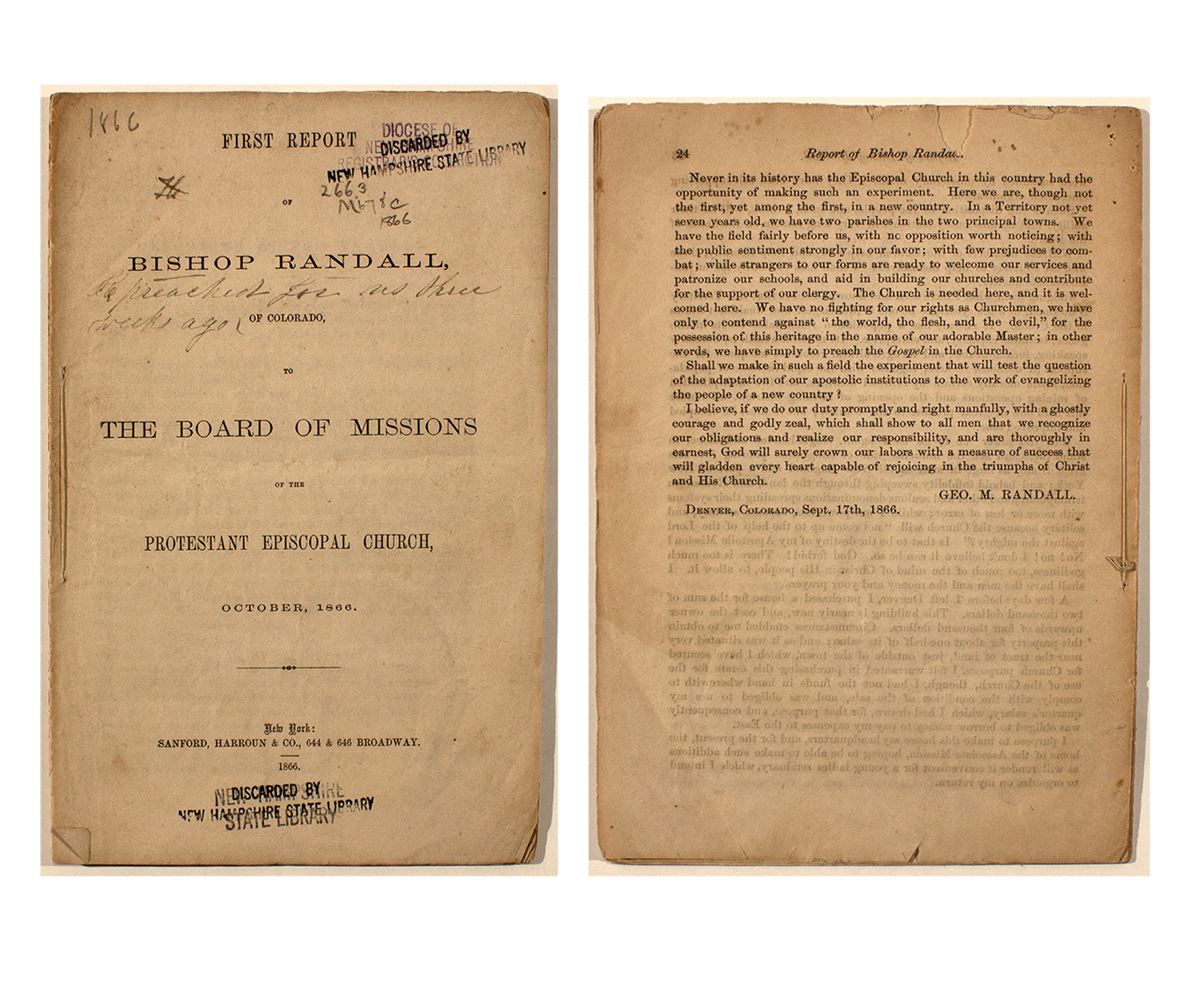 1866
FIRST REPORT
DIOCESE OF
NEW HAMPSHIRE
DISCARDED BY
NEW HAMPSHIRE STATE LIBRARY
2663
1866
OF
BISHOP RANDALL,
preached for us three
weeks ago
OF COLORADO,
TO
THE BOARD OF MISSIONS
OF THE
PROTESTANT EPISCOPAL CHURCH,
OCTOBER, 1866.
New York:
SANFORD, HARROUN & CO., 644 & 646 BROADWAY.
1866.
NEW HAMPSHIRE
STATE LIBRARY
DISCARDED BY
NEW HAMPSHIRE STATE LIBRARY
24 Report of Bishop
Never in its history has the Episcopal Church in this country had the
opportunity of making such an experiment. Here we are, though not
the first, yet among the first, in a new country. In a Territory not yet
seven years old, we have two parishes in the two principal towns. We
have the field fairly before us, with no opposition worth noticing; with
the public sentiment strongly in our favor; with few prejudices to com-
bat; while strangers to our forms are ready to welcome our services and
patronize our schools, and aid in building our churches and contribute
for the support of our clergy. The Church is needed here, and it is wel-
comed here. We have no fighting for our rights as Churchmen, we have
only to contend against "the world, the flesh, and the devil," for the
possession of this heritage in the name of our adorable Master; in other
words, we have simply to preach the Gospel in the Church.
Shall we make in such a field the experiment that will test the question
of the adaptation of our apostolic institutions to the work of evangelizing
the people of a new country?
I believe, if we do our duty promptly and right manfully, with a ghostly
courage and godly zeal, which shall show to all men that we recognize
our obligations and realize our responsibility, and are thoroughly in
earnest, God will surely crown our labors with a measure of success that
will gladden every heart capable of rejoicing in the triumphs of Christ
and His Church.
GEO. M. RANDALL.
DENVER, COLORADO, Sept. 17th, 1866.